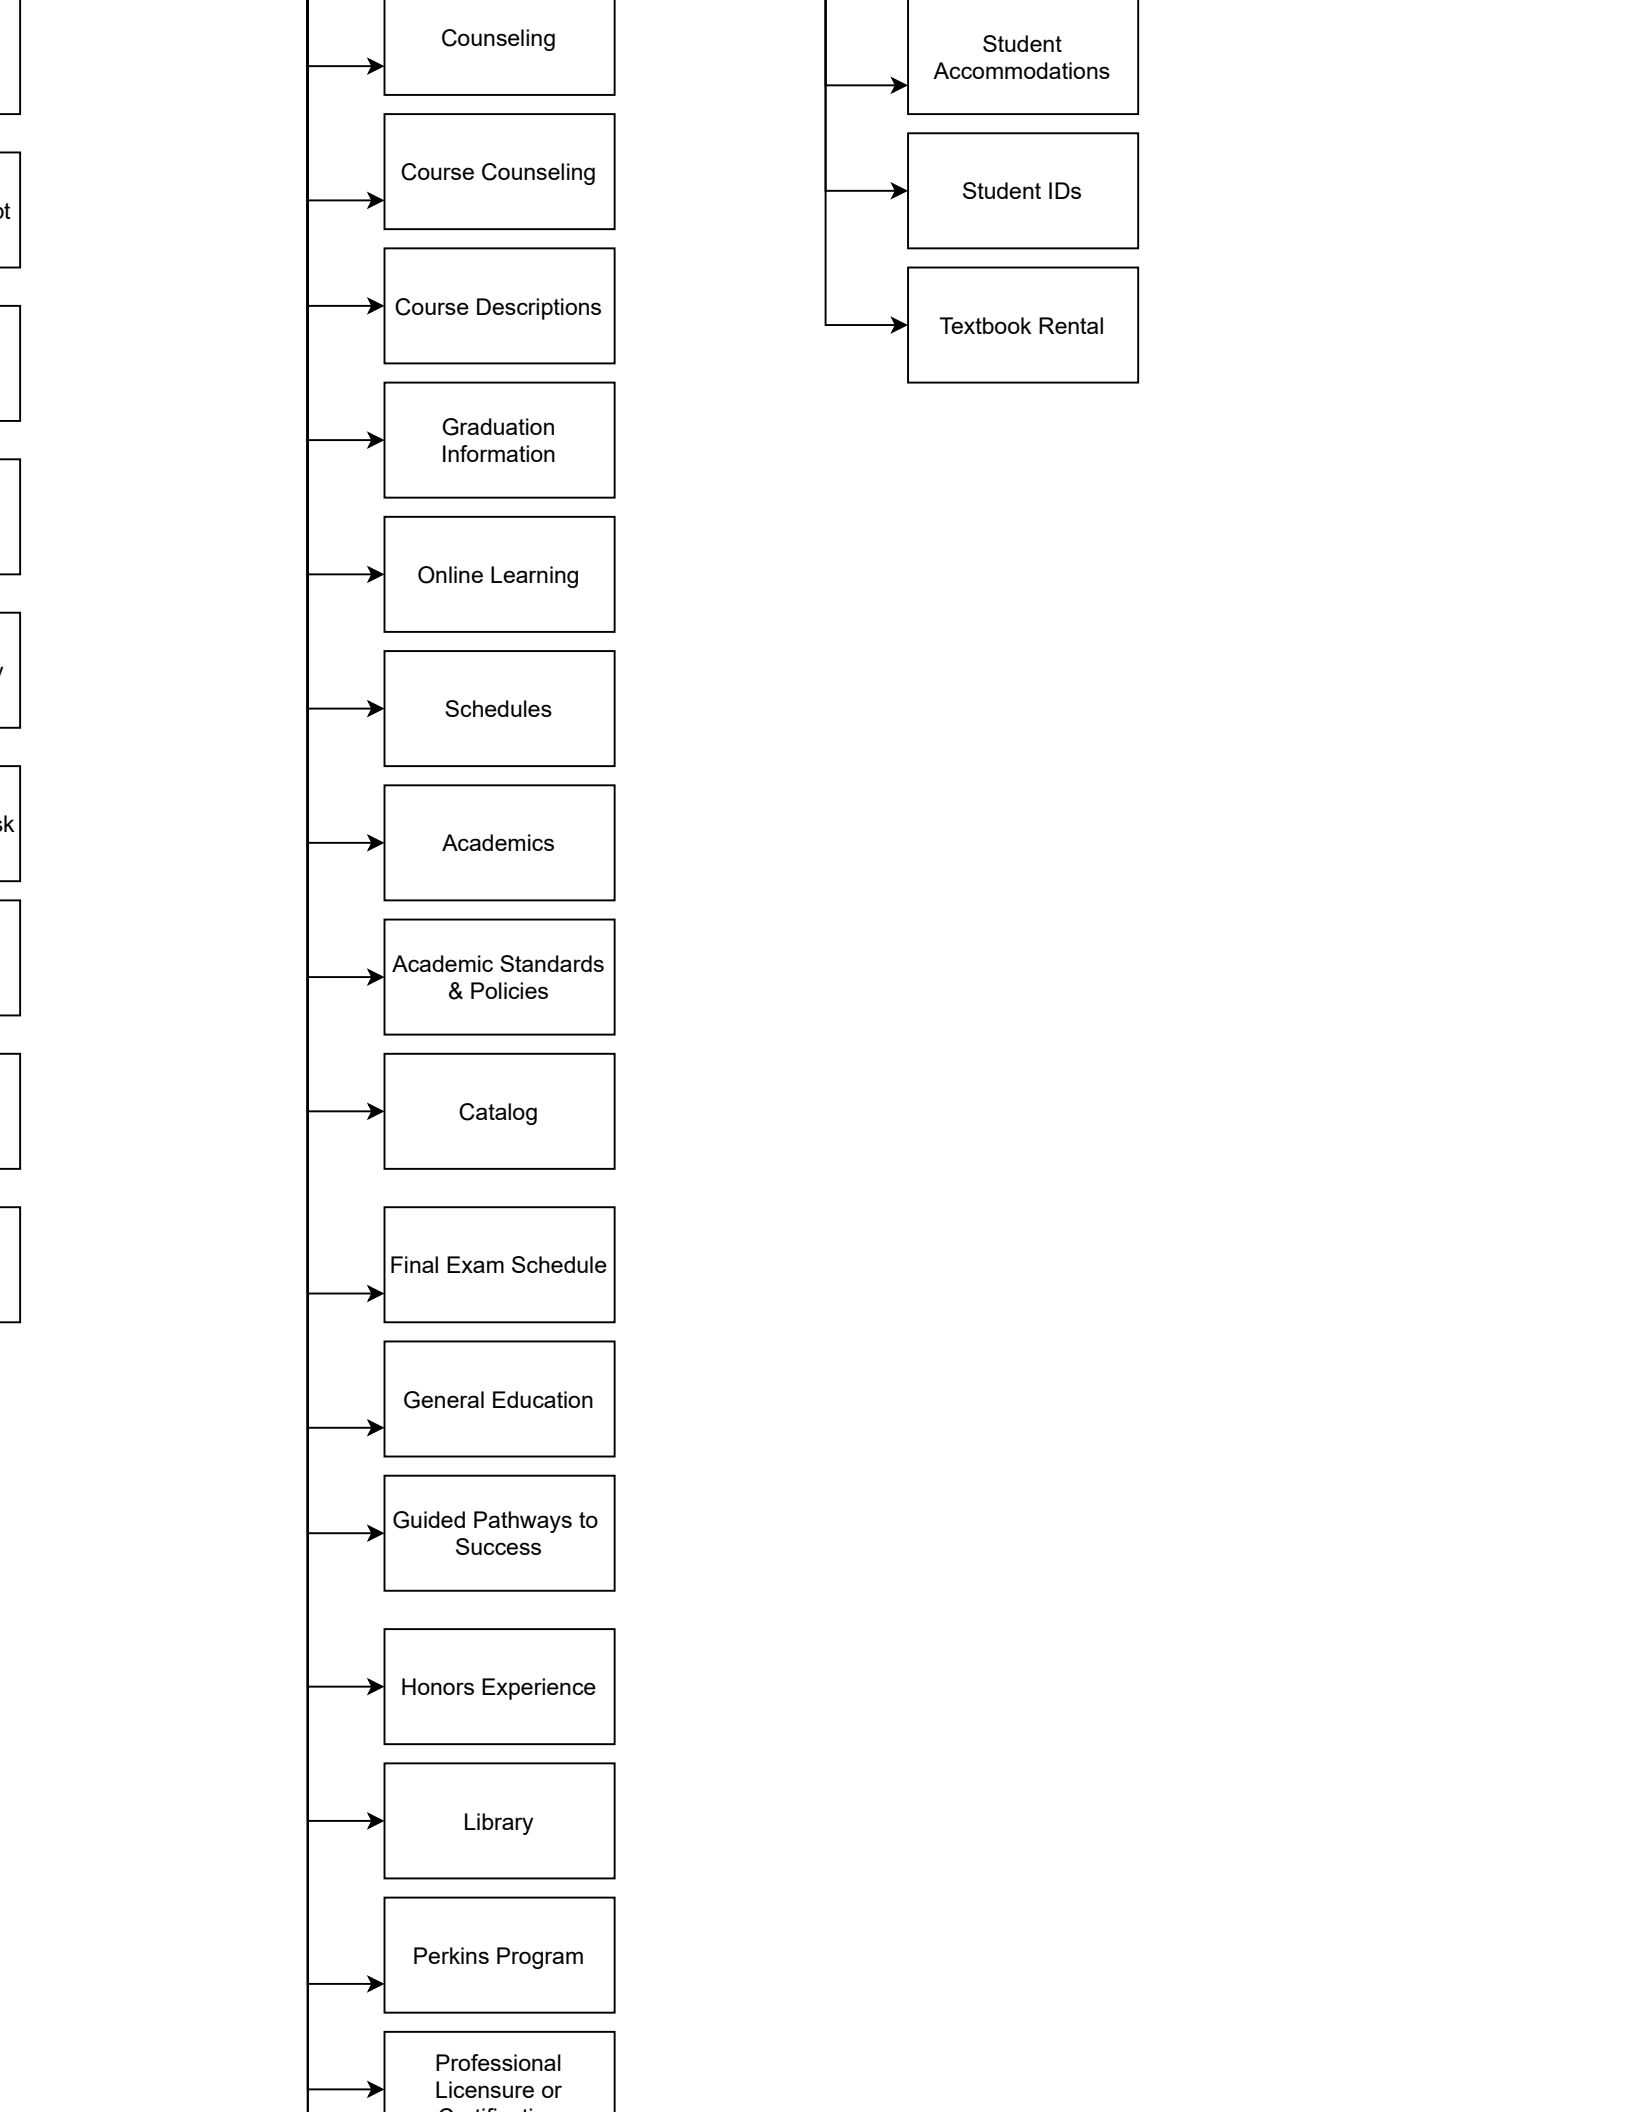 Counseling
Course Counseling
Course Descriptions
Graduation
Information
Online Learning
Schedules
Academics
Academic Standards
& Policies
Catalog
Final Exam Schedule
General Education
Guided Pathways to
Success
Honors Experience
Library
Perkins Program
Professional
Licensure or
Student
Accommodations
Student IDs
Textbook Rental